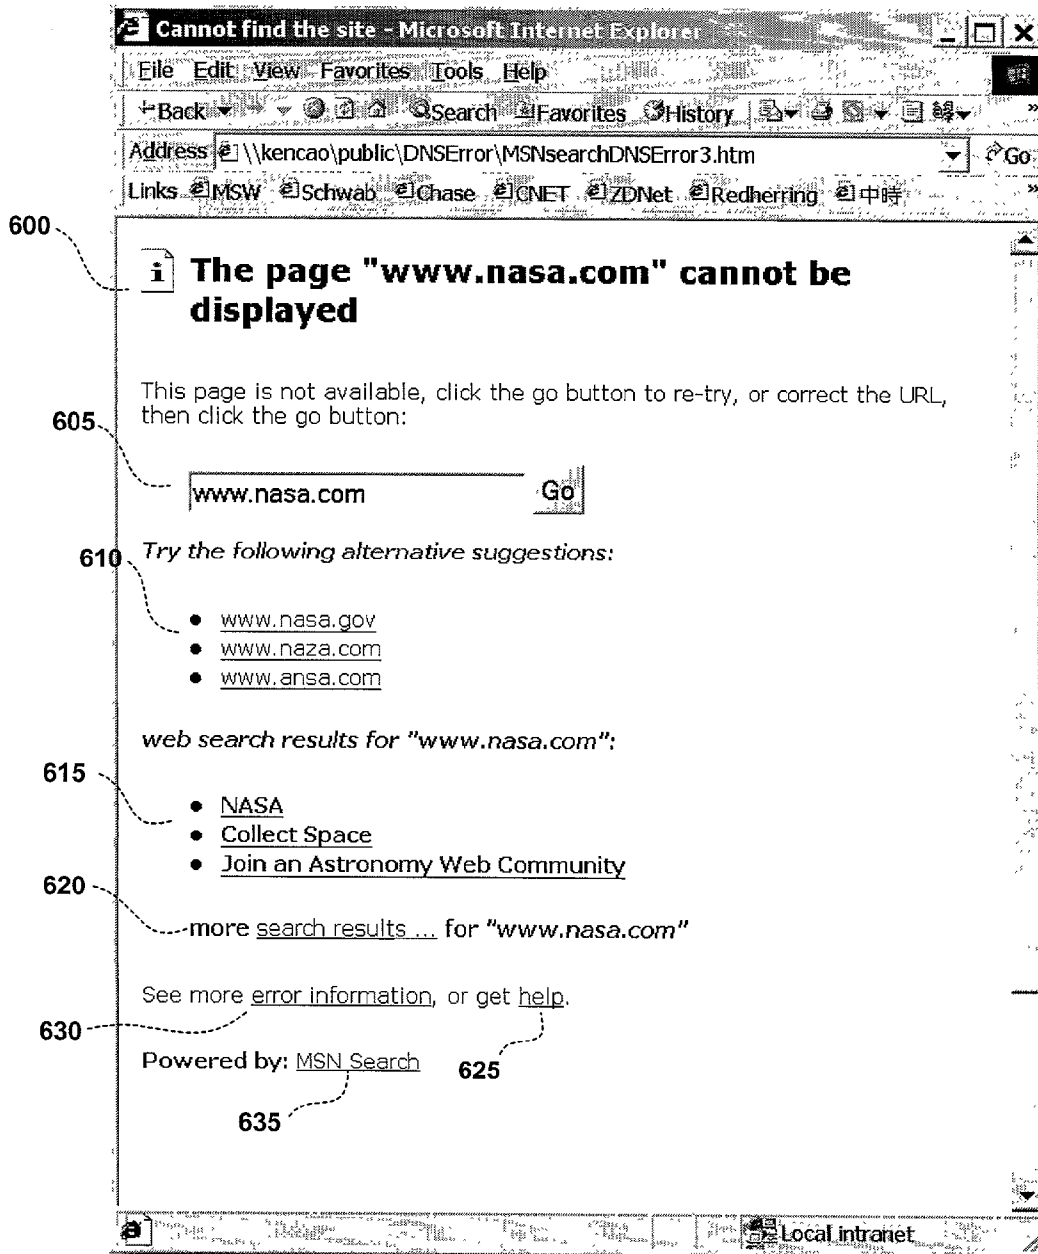 Cannot find the site - Microsoft Internet Explorer
File Edit View Favorites Tools Help
Back Search Favorites History »
Address \\kencao\public\DNSError\MSNsearchDNSError3.htm Go
Links MSW Schwab Chase CNET ZDNet Redherring 中時 »
600
The page "www.nasa.com" cannot be
displayed
This page is not available, click the go button to re-try, or correct the URL,
then click the go button:
605
www.nasa.com Go
610
Try the following alternative suggestions:
• www.nasa.gov
• www.naza.com
• www.ansa.com
web search results for "www.nasa.com":
615
• NASA
• Collect Space
• Join an Astronomy Web Community
620
more search results ... for "www.nasa.com"
See more error information, or get help.
630
Powered by: MSN Search
625
635
Local intranet